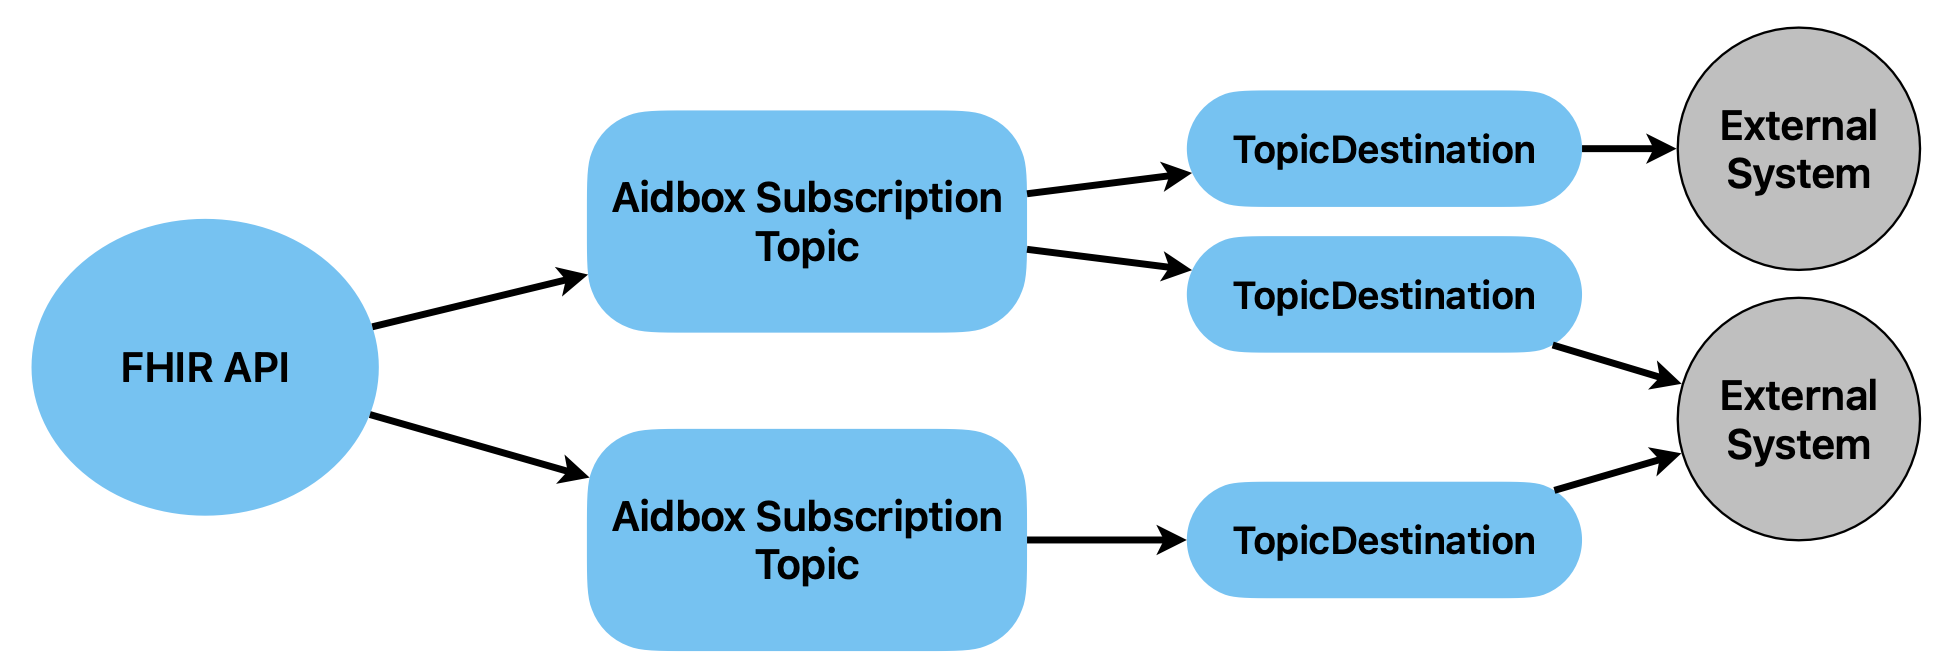 FHIR API
Aidbox Subscription
Topic
Aidbox Subscription
Topic
TopicDestination
TopicDestination
TopicDestination
External
System
External
System